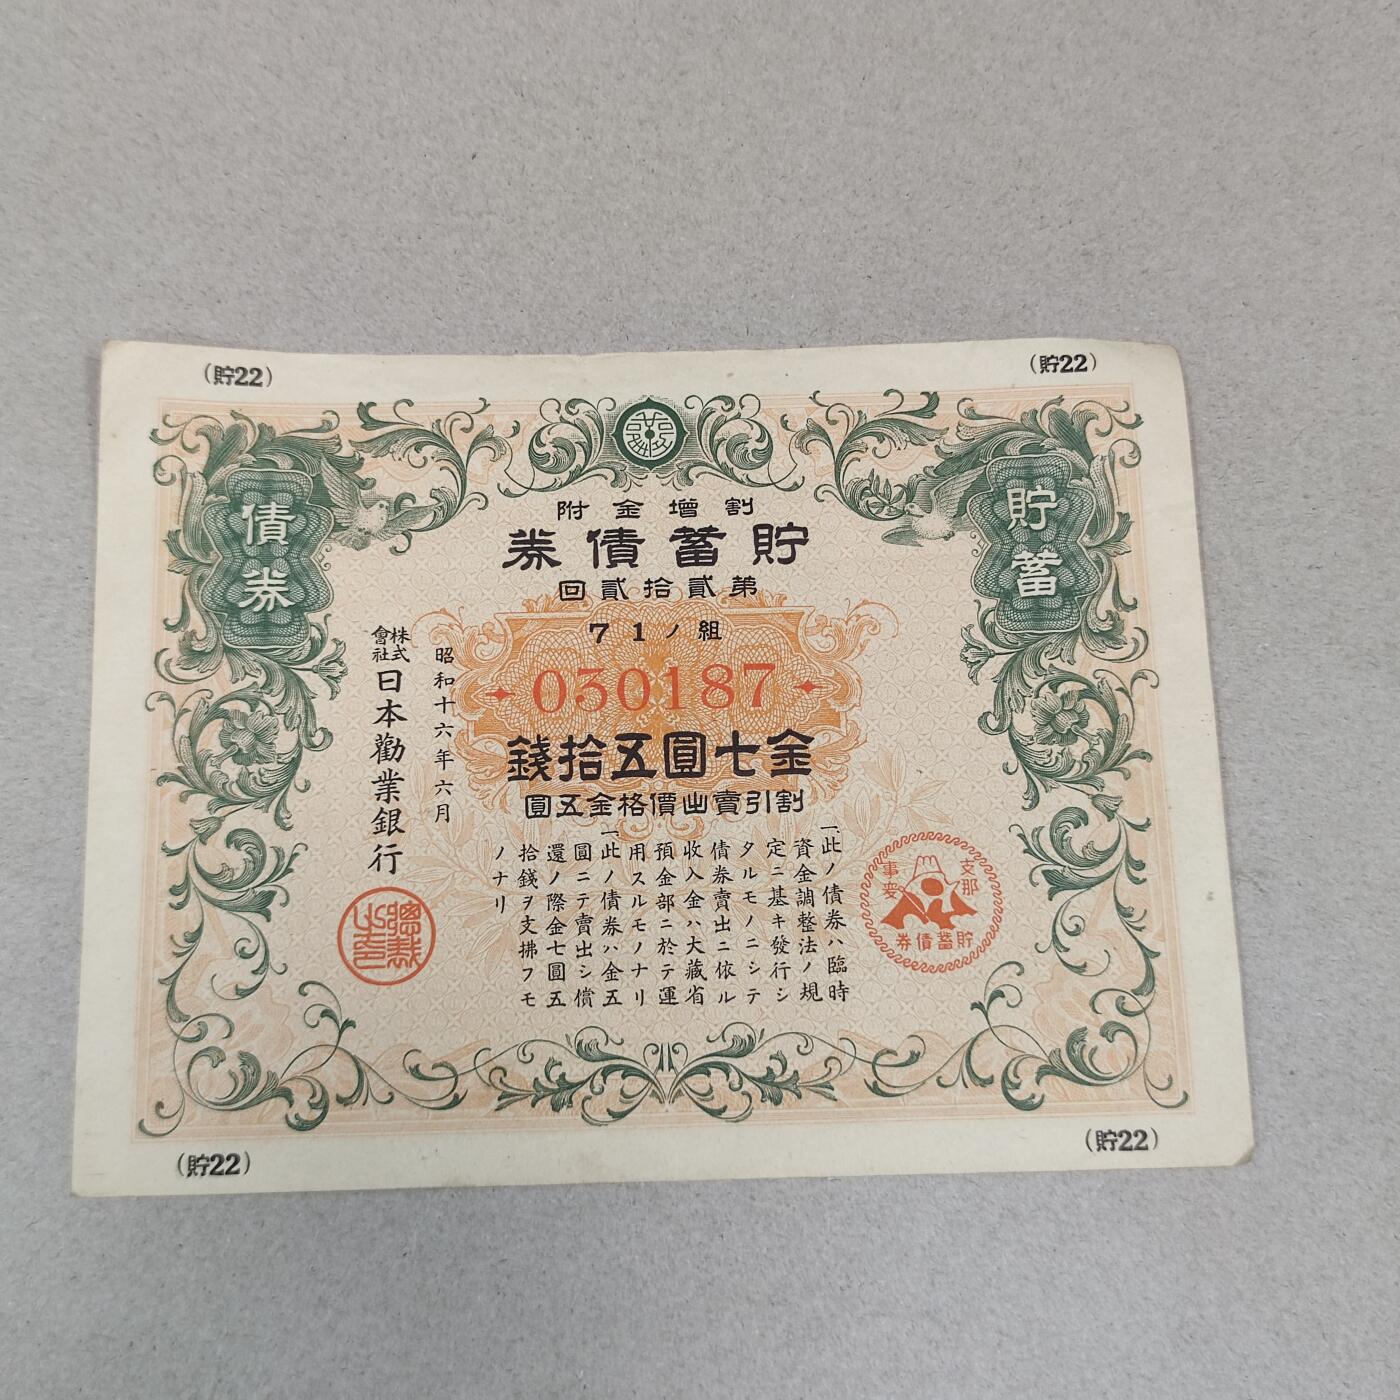 (貯22)
(貯22)
貯蓄
債券
割增金附
貯蓄債券
第貳拾貳回
71ノ組
030187
金七圓五拾錢
割引賣出價格金五圓
支那
事変
貯蓄債券
一、此ノ債券ハ臨時
資金調整法ノ規
定ニ基キ發行シ
タルモノニシテ
債券賣出ニ依ル
收入金ハ大藏省
預金部ニ於テ運
用スルモノナリ
一、此ノ債券ハ金五
圓ニテ賣出シ償
還ノ際金七圓五
拾錢ヲ支拂フモ
ノナリ
昭和十六年六月
株式會社日本勸業銀行
總裁之印
(貯22)
(貯22)